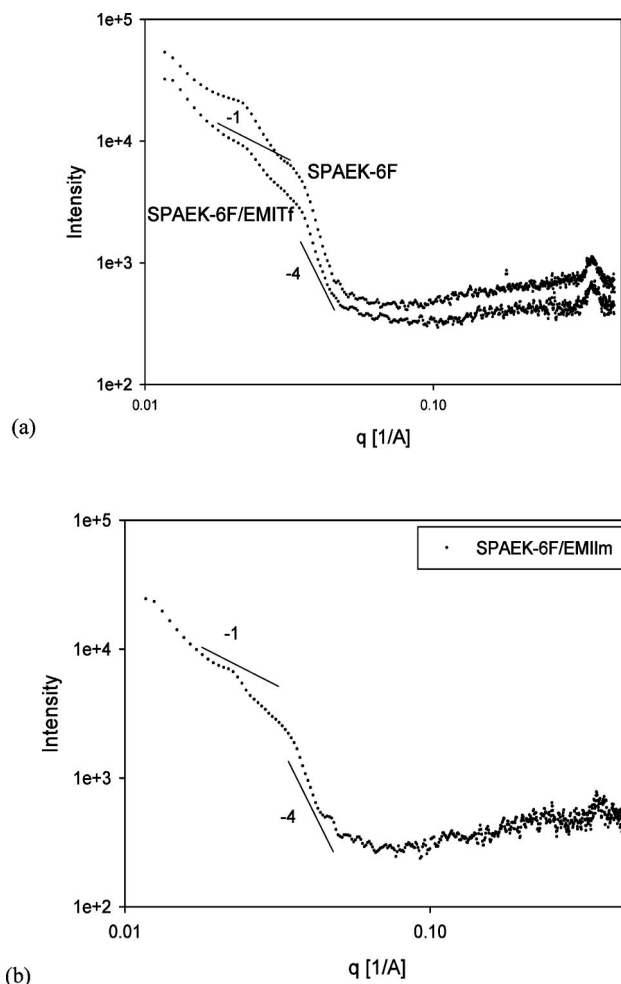 1e+5
-1
1e+4
SPAEK-6F
SPAEK-6F/EMITf
Intensity
-4
1e+3
1e+2
0.01 0.10
(a)
q [1/A]
1e+5
SPAEK-6F/EMIIm
-1
1e+4
Intensity
1e+3
-4
1e+2
0.01 0.10
q [1/A]
(b)